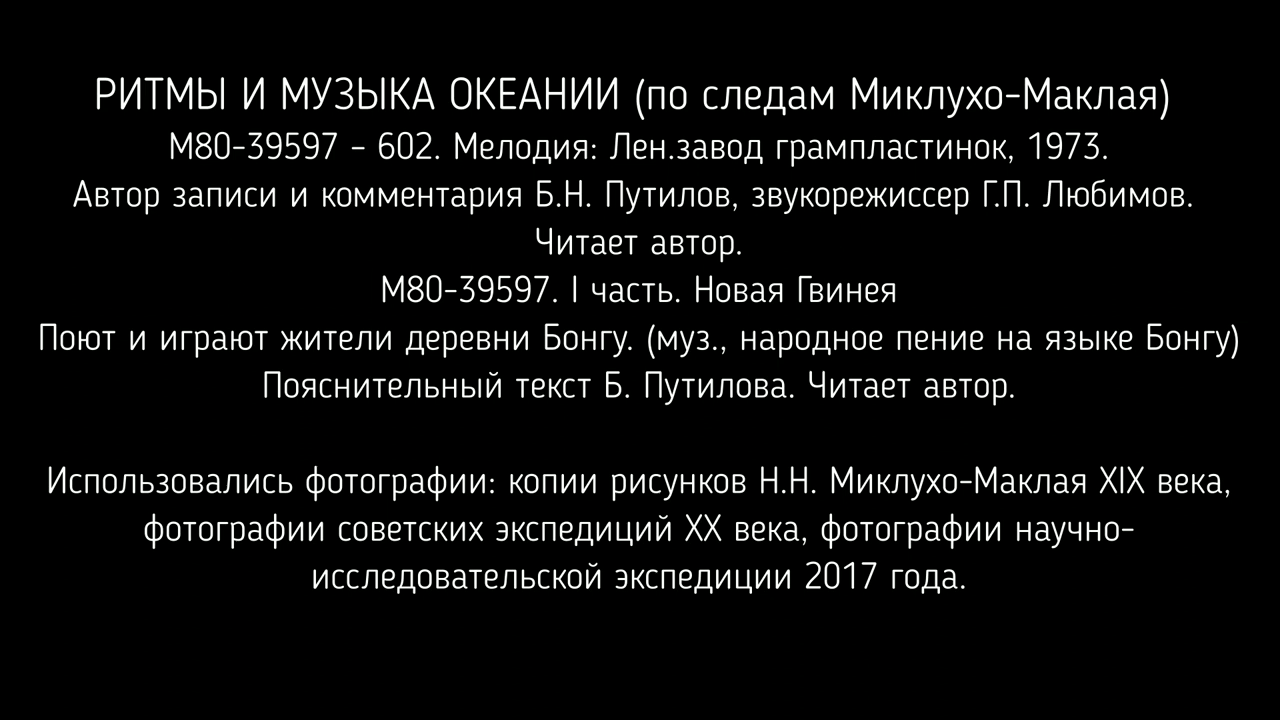 РИТМЫ И МУЗЫКА ОКЕАНИИ (по следам Миклухо-Маклая)
М80-39597 – 602. Мелодия: Лен.завод грампластинок, 1973.
Автор записи и комментария Б.Н. Путилов, звукорежиссер Г.П. Любимов.
Читает автор.
М80-39597. I часть. Новая Гвинея
Поют и играют жители деревни Бонгу. (муз., народное пение на языке Бонгу)
Пояснительный текст Б. Путилова. Читает автор.
Использовались фотографии: копии рисунков Н.Н. Миклухо-Маклая XIX века,
фотографии советских экспедиций XX века, фотографии научно-
исследовательской экспедиции 2017 года.